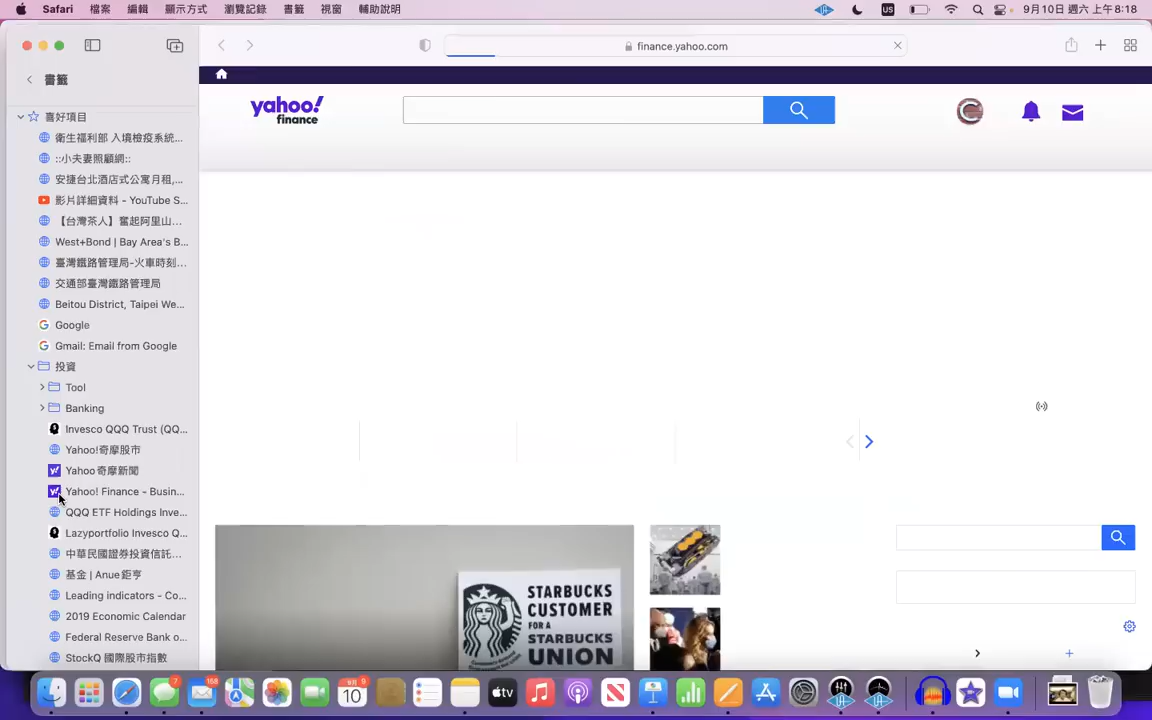 Safari 檔案 編輯 顯示方式 瀏覽記錄 書籤 視窗 輔助說明 US 9月10日 週六 上午8:18
書籤
finance.yahoo.com
喜好項目
衛生福利部 入境檢疫系統...
::小夫妻照顧網::
安捷台北酒店式公寓月租,...
影片詳細資料 - YouTube S...
【台灣茶人】奮起阿里山...
West+Bond | Bay Area's B...
臺灣鐵路管理局-火車時刻...
交通部臺灣鐵路管理局
Beitou District, Taipei We...
Google
Gmail: Email from Google
投資
Tool
Banking
Invesco QQQ Trust (QQ...
Yahoo!奇摩股市
Yahoo奇摩新聞
Yahoo! Finance - Busin...
QQQ ETF Holdings Inve...
Lazyportfolio Invesco Q...
中華民國證券投資信託...
基金 | Anue鉅亨
Leading indicators - Co...
2019 Economic Calendar
Federal Reserve Bank o...
StockQ 國際股市指數
yahoo!
finance
STARBUCKS
CUSTOMER
FOR A
STARBUCKS
UNION
7
168
9月
10
9
tv